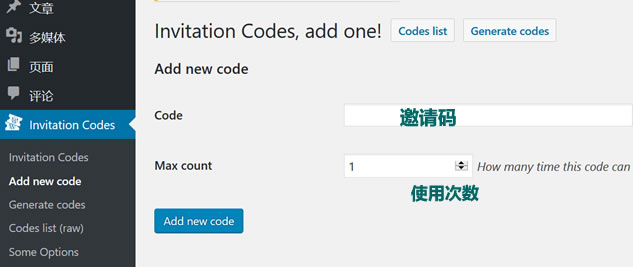 文章
多媒体
页面
评论
Invitation Codes
Invitation Codes
Add new code
Generate codes
Codes list (raw)
Some Options
Invitation Codes, add one! Codes list Generate codes
Add new code
Code 邀请码
Max count 1 How many time this code can
使用次数
Add new code